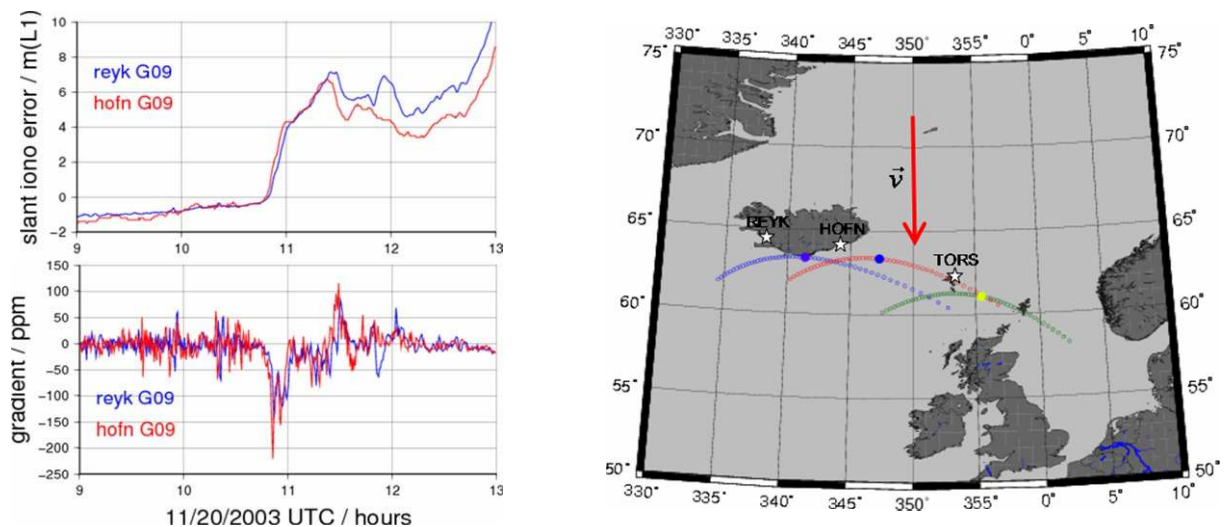 slant iono error / m(L1)
10
8
6
4
2
0
−2
reyk G09
hofn G09
9 10 11 12 13
gradient / ppm
150
100
50
0
−50
−100
−150
−200
−250
reyk G09
hofn G09
9 10 11 12 13
11/20/2003 UTC / hours
330° 335° 340° 345° 350° 355° 0° 5° 10°
75° 75°
70° 70°
65° 65°
60° 60°
55° 55°
50° 50°
v
REYK
HOFN
TORS
330° 335° 340° 345° 350° 355° 0° 5° 10°